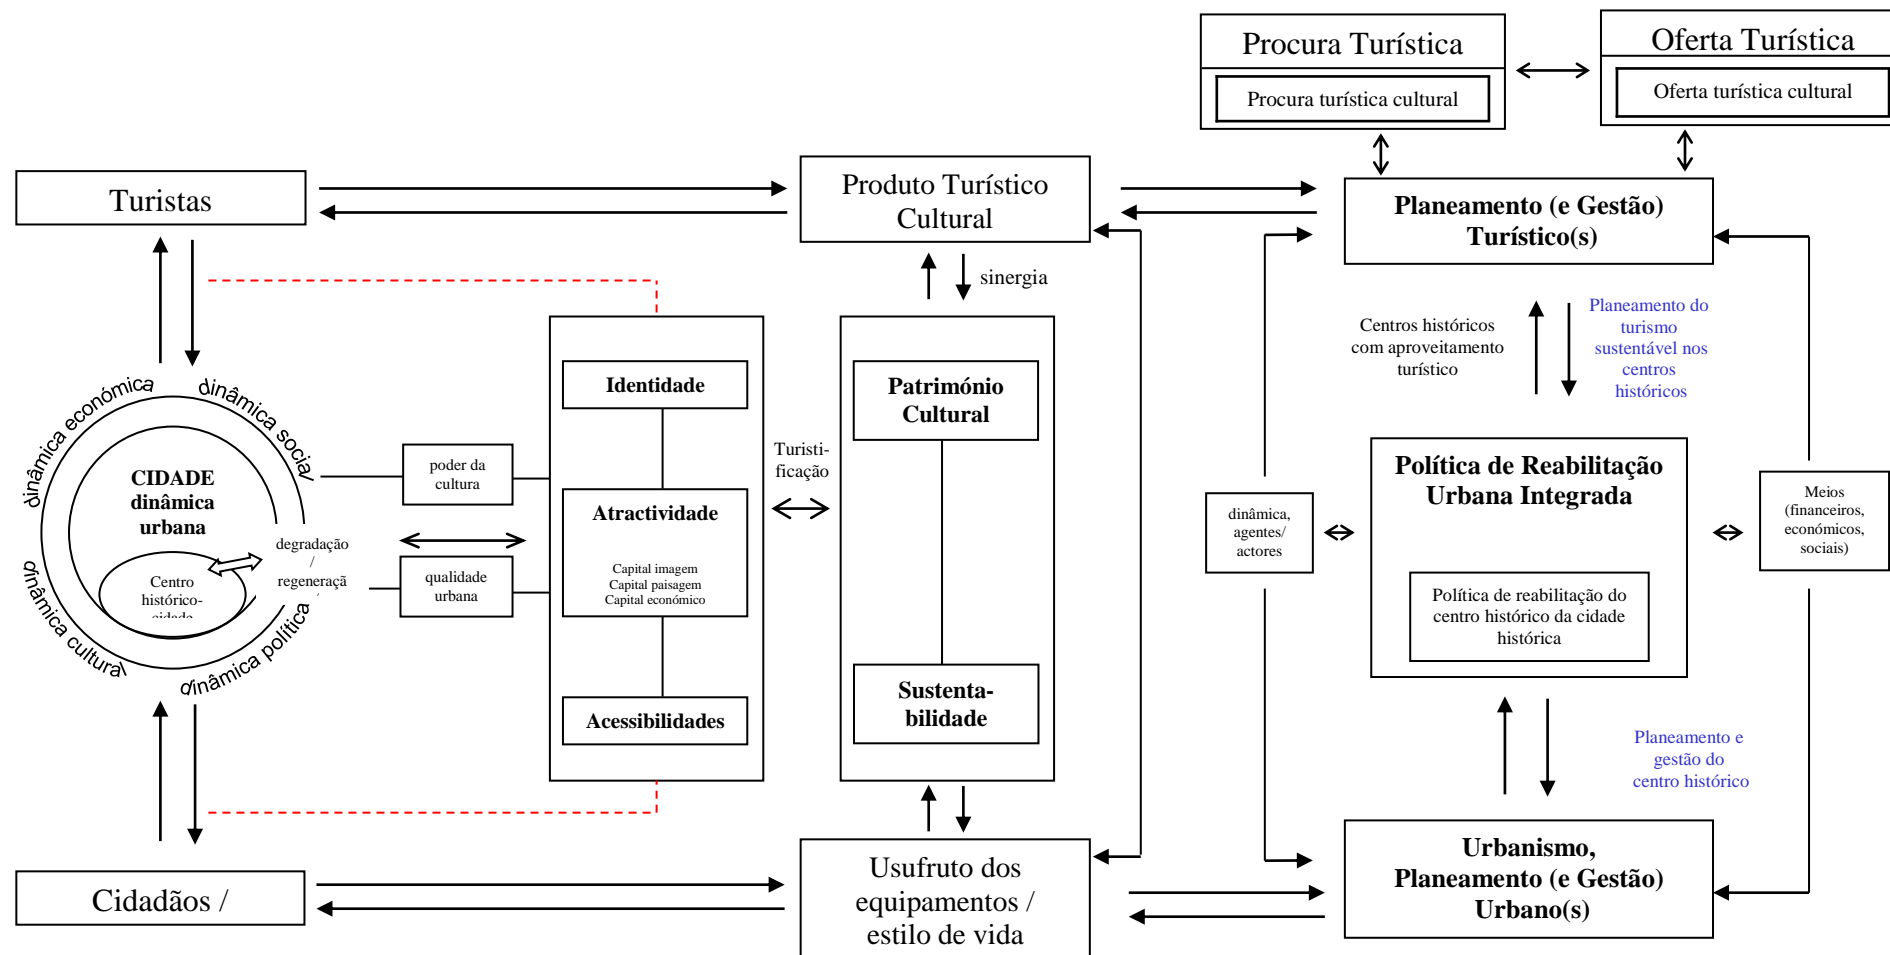 Procura Turística
Procura turística cultural
Oferta Turística
Oferta turística cultural
Turistas
Produto Turístico
Cultural
Planeamento (e Gestão)
Turístico(s)
sinergia
Centros históricos
com aproveitamento
turístico
Planeamento do
turismo
sustentável nos
centros
históricos
dinâmica económica
dinâmica social
dinâmica cultural
dinâmica política
CIDADE
dinâmica
urbana
Centro
histórico-
cidade
degradação
/
regeneraçã
poder da
cultura
qualidade
urbana
Identidade
Atractividade
Capital imagem
Capital paisagem
Capital económico
Acessibilidades
Turisti-
ficação
Património
Cultural
Sustenta-
bilidade
dinâmica,
agentes/
actores
Política de Reabilitação
Urbana Integrada
Política de reabilitação do
centro histórico da cidade
histórica
Meios
(financeiros,
económicos,
sociais)
Planeamento e
gestão do
centro histórico
Cidadãos /
Usufruto dos
equipamentos /
estilo de vida
Urbanismo,
Planeamento (e Gestão)
Urbano(s)